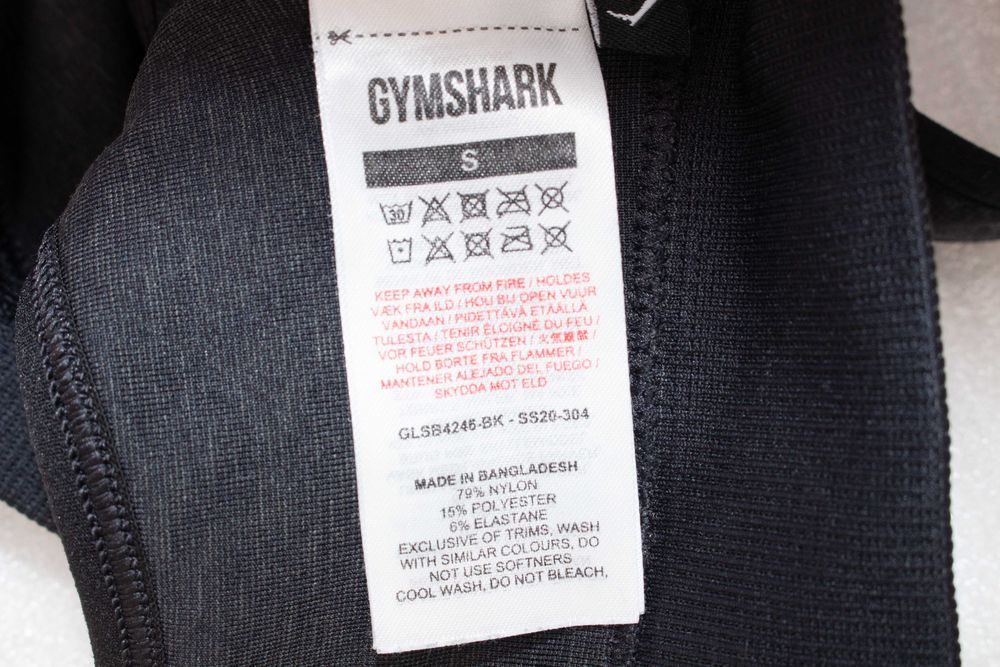 GYMSHARK
S
30
KEEP AWAY FROM FIRE / HOLDES
VÆK FRA ILD / HOU BIJ OPEN VUUR
VANDAAN / PIDETTÄVÄ ETÄÄLLÄ
TULESTA / TENIR ÉLOIGNÉ DU FEU /
VOR FEUER SCHÜTZEN / 火気厳禁 /
HOLD BORTE FRA FLAMMER /
MANTENER ALEJADO DEL FUEGO /
SKYDDA MOT ELD
GLSB4246-BK - SS20-304
MADE IN BANGLADESH
79% NYLON
15% POLYESTER
6% ELASTANE
EXCLUSIVE OF TRIMS, WASH
WITH SIMILAR COLOURS, DO
NOT USE SOFTNERS
COOL WASH, DO NOT BLEACH,